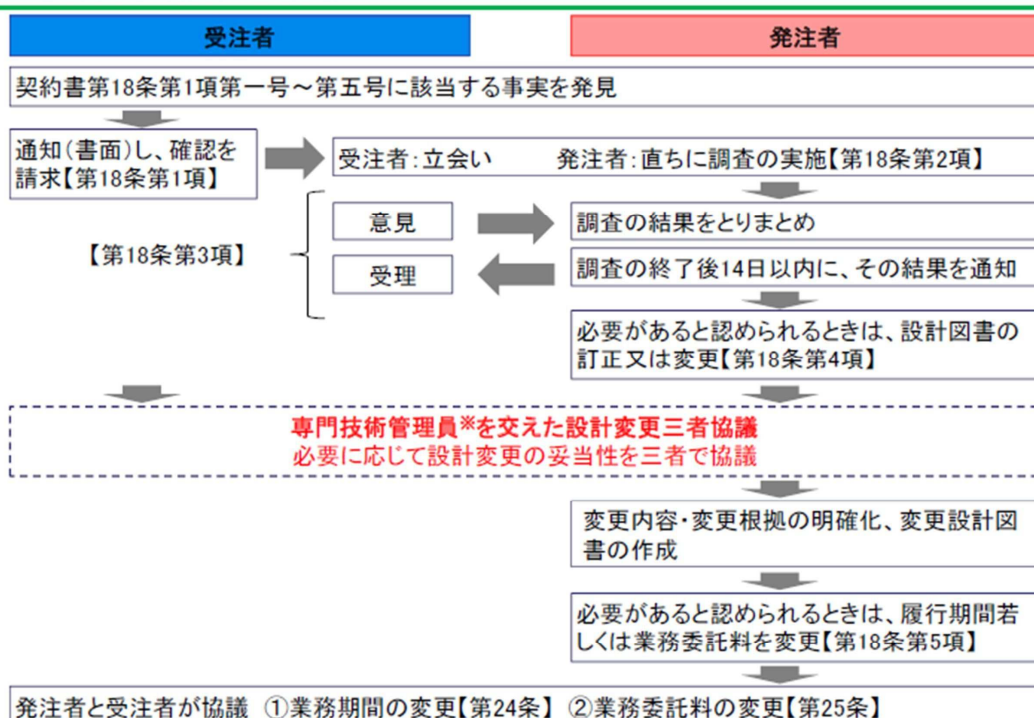 受注者
発注者
契約書第18条第1項第一号～第五号に該当する事実を発見
通知(書面)し、確認を
請求【第18条第1項】
受注者:立会い 発注者:直ちに調査の実施【第18条第2項】
【第18条第3項】
意見
調査の結果をとりまとめ
受理
調査の終了後14日以内に、その結果を通知
必要があると認められるときは、設計図書の
訂正又は変更【第18条第4項】
専門技術管理員※を交えた設計変更三者協議
必要に応じて設計変更の妥当性を三者で協議
変更内容・変更根拠の明確化、変更設計図
書の作成
必要があると認められるときは、履行期間若
しくは業務委託料を変更【第18条第5項】
発注者と受注者が協議 ①業務期間の変更【第24条】 ②業務委託料の変更【第25条】